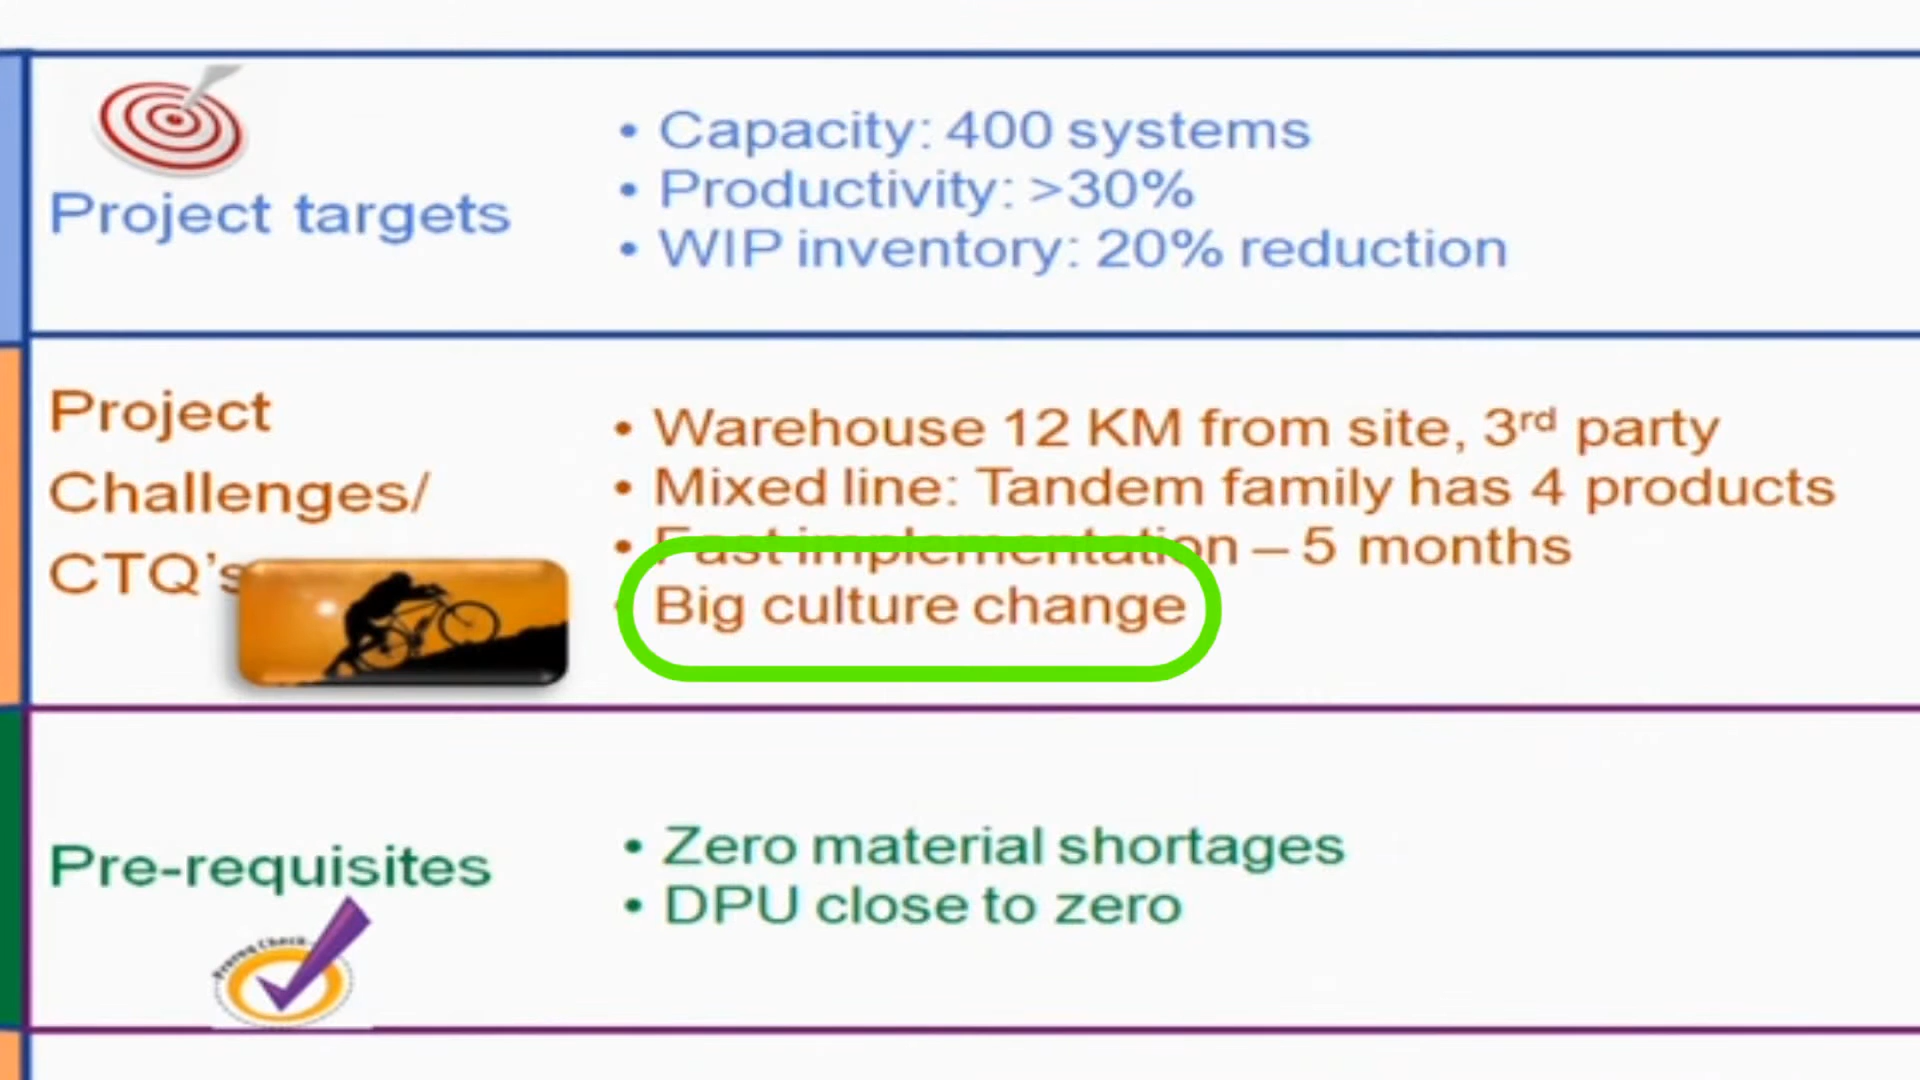 Project targets
• Capacity: 400 systems
• Productivity: >30%
• WIP inventory: 20% reduction
Project
Challenges/
CTQ's
• Warehouse 12 KM from site, 3rd party
• Mixed line: Tandem family has 4 products
• Fast implementation – 5 months
• Big culture change
Pre-requisites
• Zero material shortages
• DPU close to zero
Prereq Check